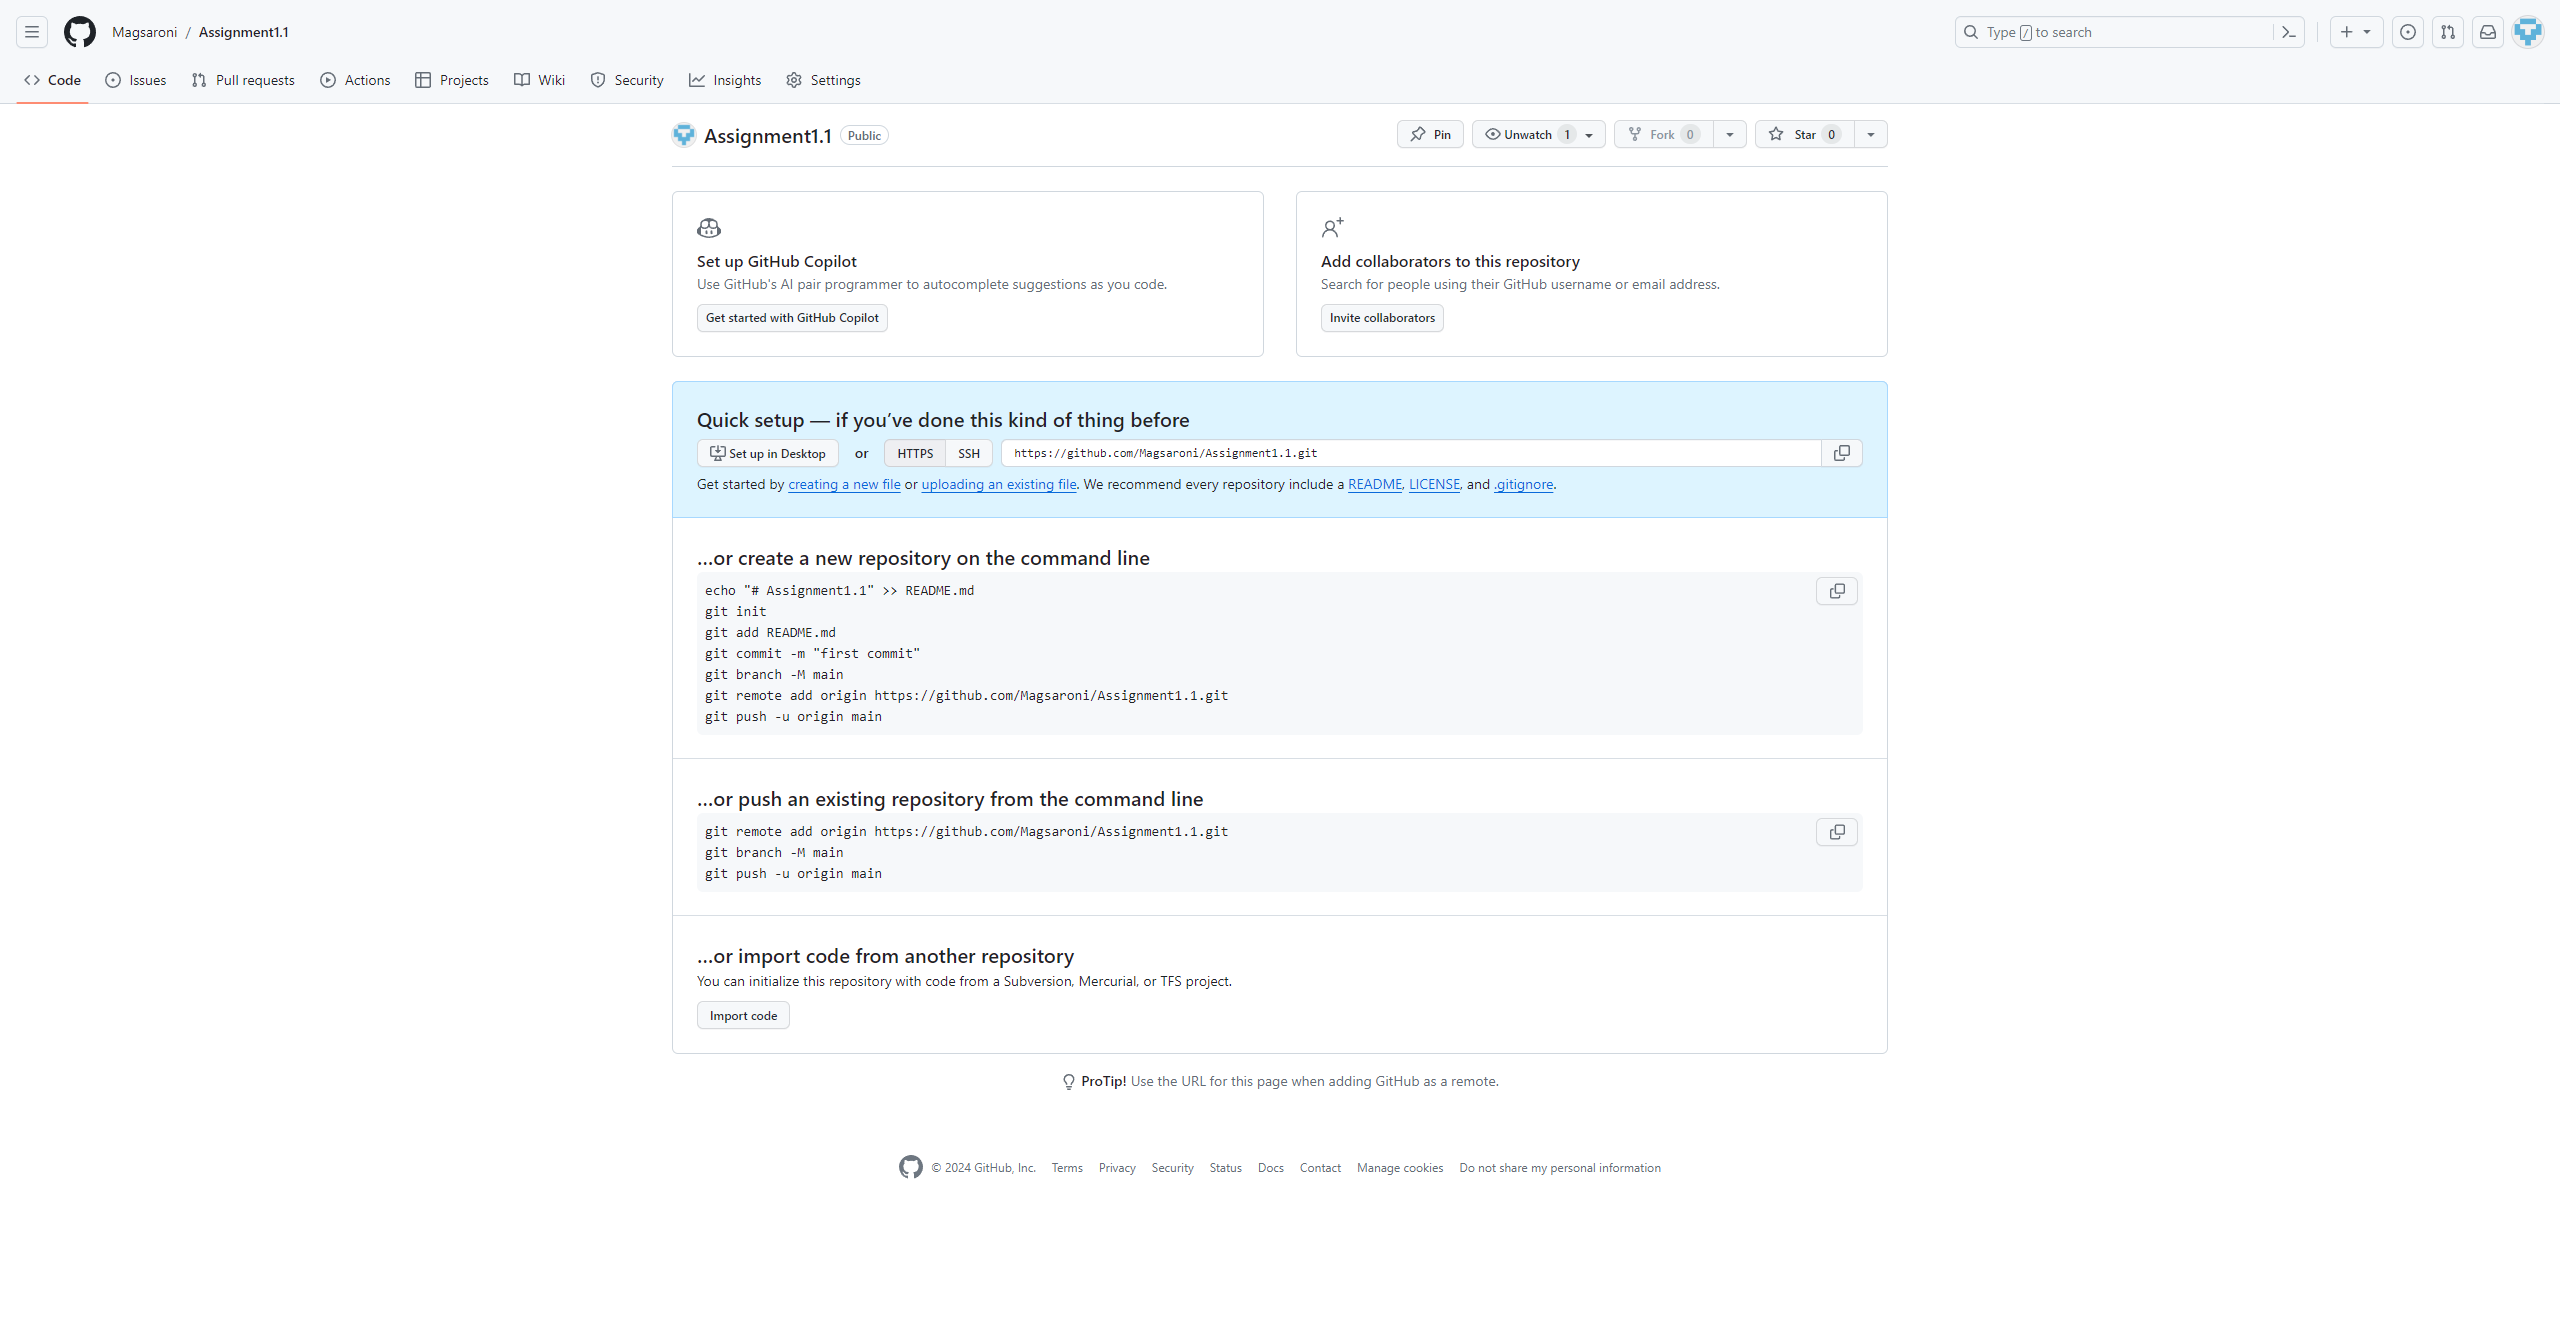 Magsaroni / Assignment1.1
Type / to search
Code Issues Pull requests Actions Projects Wiki Security Insights Settings
Assignment1.1 Public
Pin Unwatch 1 Fork 0 Star 0
Set up GitHub Copilot
Use GitHub's AI pair programmer to autocomplete suggestions as you code.
Get started with GitHub Copilot
Add collaborators to this repository
Search for people using their GitHub username or email address.
Invite collaborators
Quick setup — if you’ve done this kind of thing before
Set up in Desktop or HTTPS SSH https://github.com/Magsaroni/Assignment1.1.git
Get started by creating a new file or uploading an existing file. We recommend every repository include a README, LICENSE, and .gitignore.
…or create a new repository on the command line
echo "# Assignment1.1" >> README.md
git init
git add README.md
git commit -m "first commit"
git branch -M main
git remote add origin https://github.com/Magsaroni/Assignment1.1.git
git push -u origin main
…or push an existing repository from the command line
git remote add origin https://github.com/Magsaroni/Assignment1.1.git
git branch -M main
git push -u origin main
…or import code from another repository
You can initialize this repository with code from a Subversion, Mercurial, or TFS project.
Import code
ProTip! Use the URL for this page when adding GitHub as a remote.
© 2024 GitHub, Inc. Terms Privacy Security Status Docs Contact Manage cookies Do not share my personal information